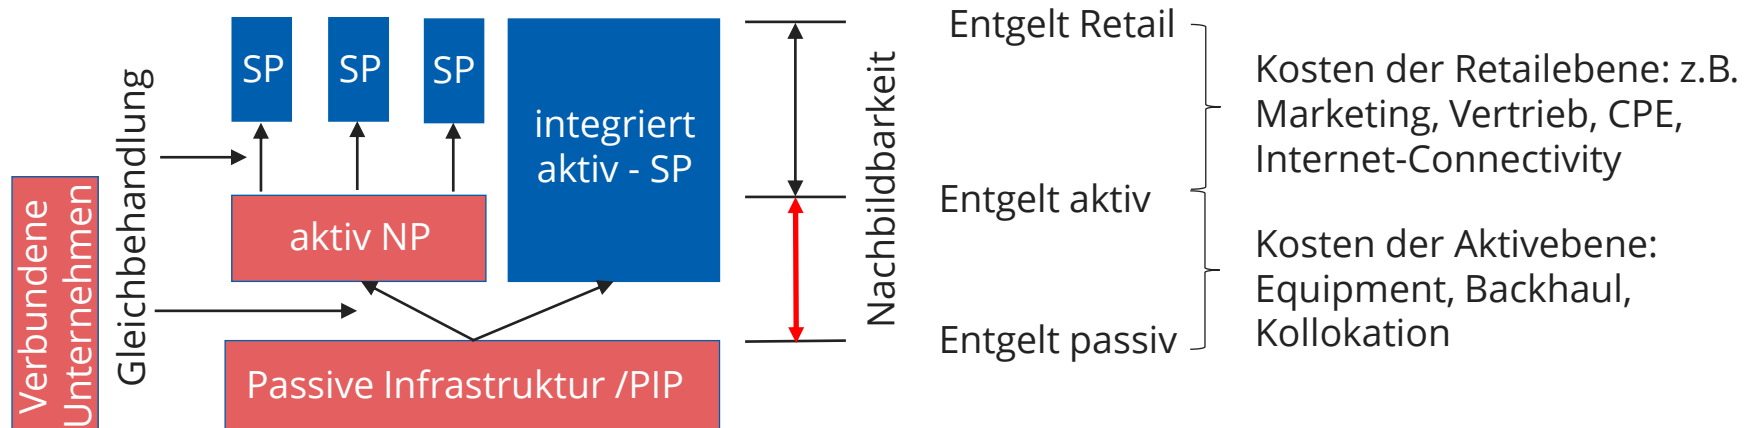 Verbundene
Unternehmen
Gleichbehandlung
SP
SP
SP
integriert
aktiv - SP
aktiv NP
Passive Infrastruktur /PIP
Nachbildbarkeit
Entgelt Retail
Entgelt aktiv
Entgelt passiv
Kosten der Retailebene: z.B.
Marketing, Vertrieb, CPE,
Internet-Connectivity
Kosten der Aktivebene:
Equipment, Backhaul,
Kollokation